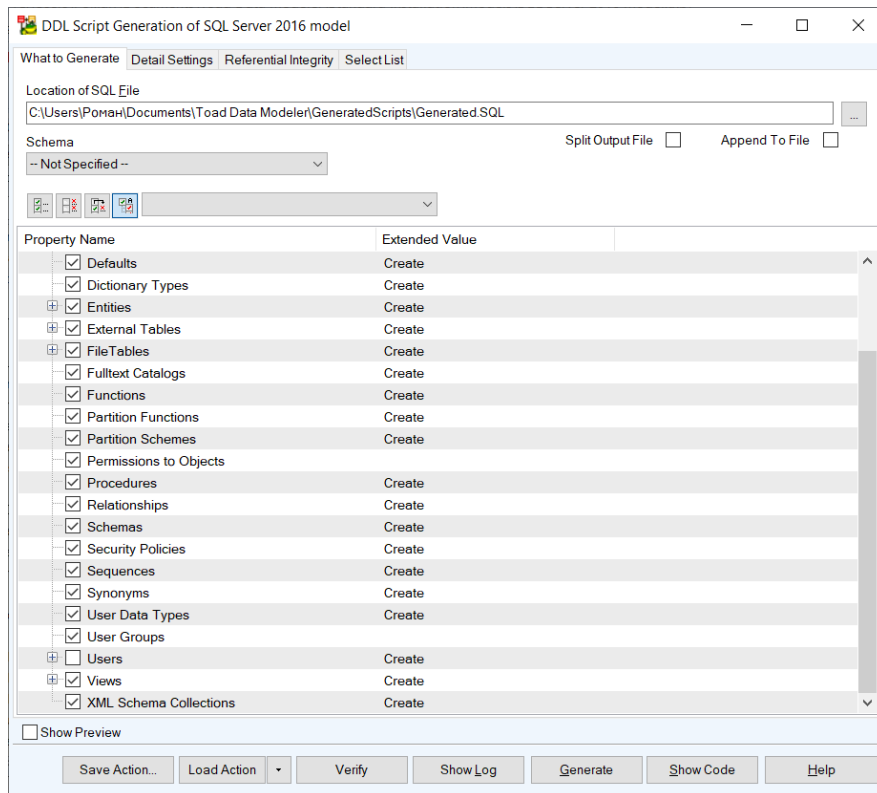 DDL Script Generation of SQL Server 2016 model
What to Generate Detail Settings Referential Integrity Select List
Location of SQL File
C:\Users\Роман\Documents\Toad Data Modeler\GeneratedScripts\Generated.SQL
...
Schema Split Output File Append To File
-- Not Specified --
Property Name Extended Value
Defaults Create
Dictionary Types Create
Entities Create
External Tables Create
FileTables Create
Fulltext Catalogs Create
Functions Create
Partition Functions Create
Partition Schemes Create
Permissions to Objects
Procedures Create
Relationships Create
Schemas Create
Security Policies Create
Sequences Create
Synonyms Create
User Data Types Create
User Groups
Users Create
Views Create
XML Schema Collections Create
Show Preview
Save Action... Load Action Verify Show Log Generate Show Code Help